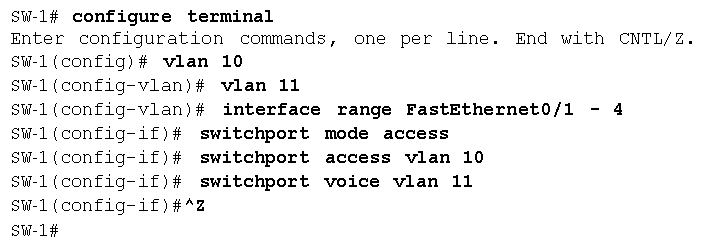 SW-1# configure terminal
Enter configuration commands, one per line. End with CNTL/Z.
SW-1(config)# vlan 10
SW-1(config-vlan)# vlan 11
SW-1(config-vlan)# interface range FastEthernet0/1 - 4
SW-1(config-if)# switchport mode access
SW-1(config-if)# switchport access vlan 10
SW-1(config-if)# switchport voice vlan 11
SW-1(config-if)#^Z
SW-1#